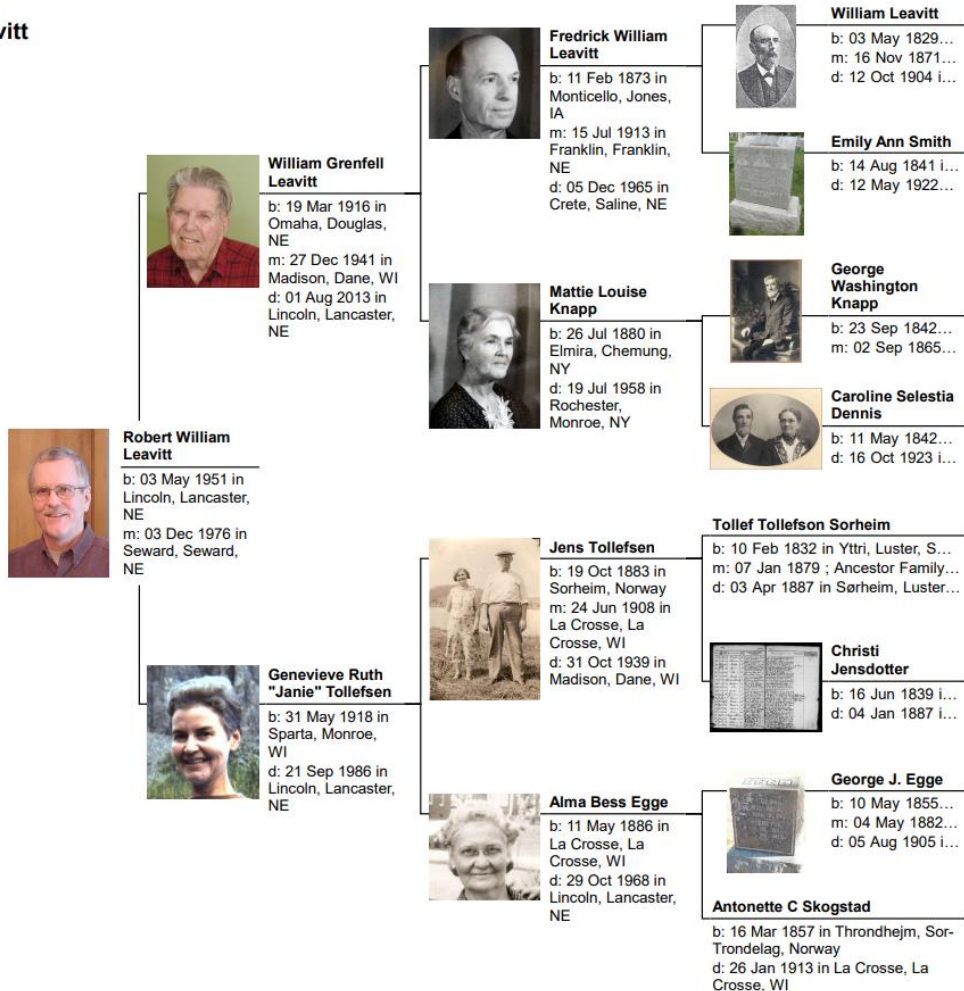 vitt
William Leavitt
b: 03 May 1829…
m: 16 Nov 1871…
d: 12 Oct 1904 i…
Fredrick William
Leavitt
b: 11 Feb 1873 in
Monticello, Jones,
IA
m: 15 Jul 1913 in
Franklin, Franklin,
NE
d: 05 Dec 1965 in
Crete, Saline, NE
Emily Ann Smith
b: 14 Aug 1841 i…
d: 12 May 1922…
William Grenfell
Leavitt
b: 19 Mar 1916 in
Omaha, Douglas,
NE
m: 27 Dec 1941 in
Madison, Dane, WI
d: 01 Aug 2013 in
Lincoln, Lancaster,
NE
George
Washington
Knapp
b: 23 Sep 1842…
m: 02 Sep 1865…
Mattie Louise
Knapp
b: 26 Jul 1880 in
Elmira, Chemung,
NY
d: 19 Jul 1958 in
Rochester,
Monroe, NY
Caroline Selestia
Dennis
b: 11 May 1842…
d: 16 Oct 1923 i…
Robert William
Leavitt
b: 03 May 1951 in
Lincoln, Lancaster,
NE
m: 03 Dec 1976 in
Seward, Seward,
NE
Tollef Tollefson Sorheim
b: 10 Feb 1832 in Yttri, Luster, S…
m: 07 Jan 1879 ; Ancestor Family…
d: 03 Apr 1887 in Sørheim, Luster…
Jens Tollefsen
b: 19 Oct 1883 in
Sorheim, Norway
m: 24 Jun 1908 in
La Crosse, La
Crosse, WI
d: 31 Oct 1939 in
Madison, Dane, WI
Christi
Jensdotter
b: 16 Jun 1839 i…
d: 04 Jan 1887 i…
Genevieve Ruth
"Janie" Tollefsen
b: 31 May 1918 in
Sparta, Monroe,
WI
d: 21 Sep 1986 in
Lincoln, Lancaster,
NE
George J. Egge
b: 10 May 1855…
m: 04 May 1882…
d: 05 Aug 1905 i…
Alma Bess Egge
b: 11 May 1886 in
La Crosse, La
Crosse, WI
d: 29 Oct 1968 in
Lincoln, Lancaster,
NE
Antonette C Skogstad
b: 16 Mar 1857 in Throndhejm, Sor-
Trondelag, Norway
d: 26 Jan 1913 in La Crosse, La
Crosse, WI